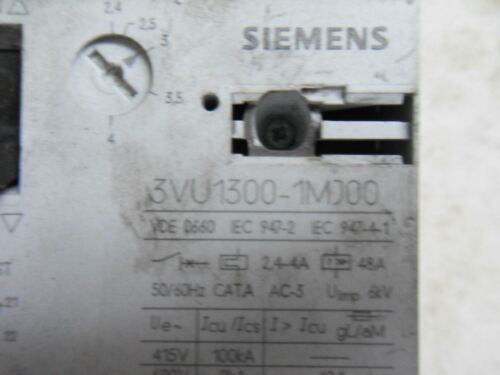 2,4
2,5
3
3,5
4
SIEMENS
3VU1300-1MJ00
VDE 0660 IEC 947-2 IEC 947-4-1
2,4-4A I>> 48A
50/60Hz CAT.A AC-3 Uimp 6kV
Ue~ Icu/Ics I> Icu gL/aM
415V 100kA
21
22